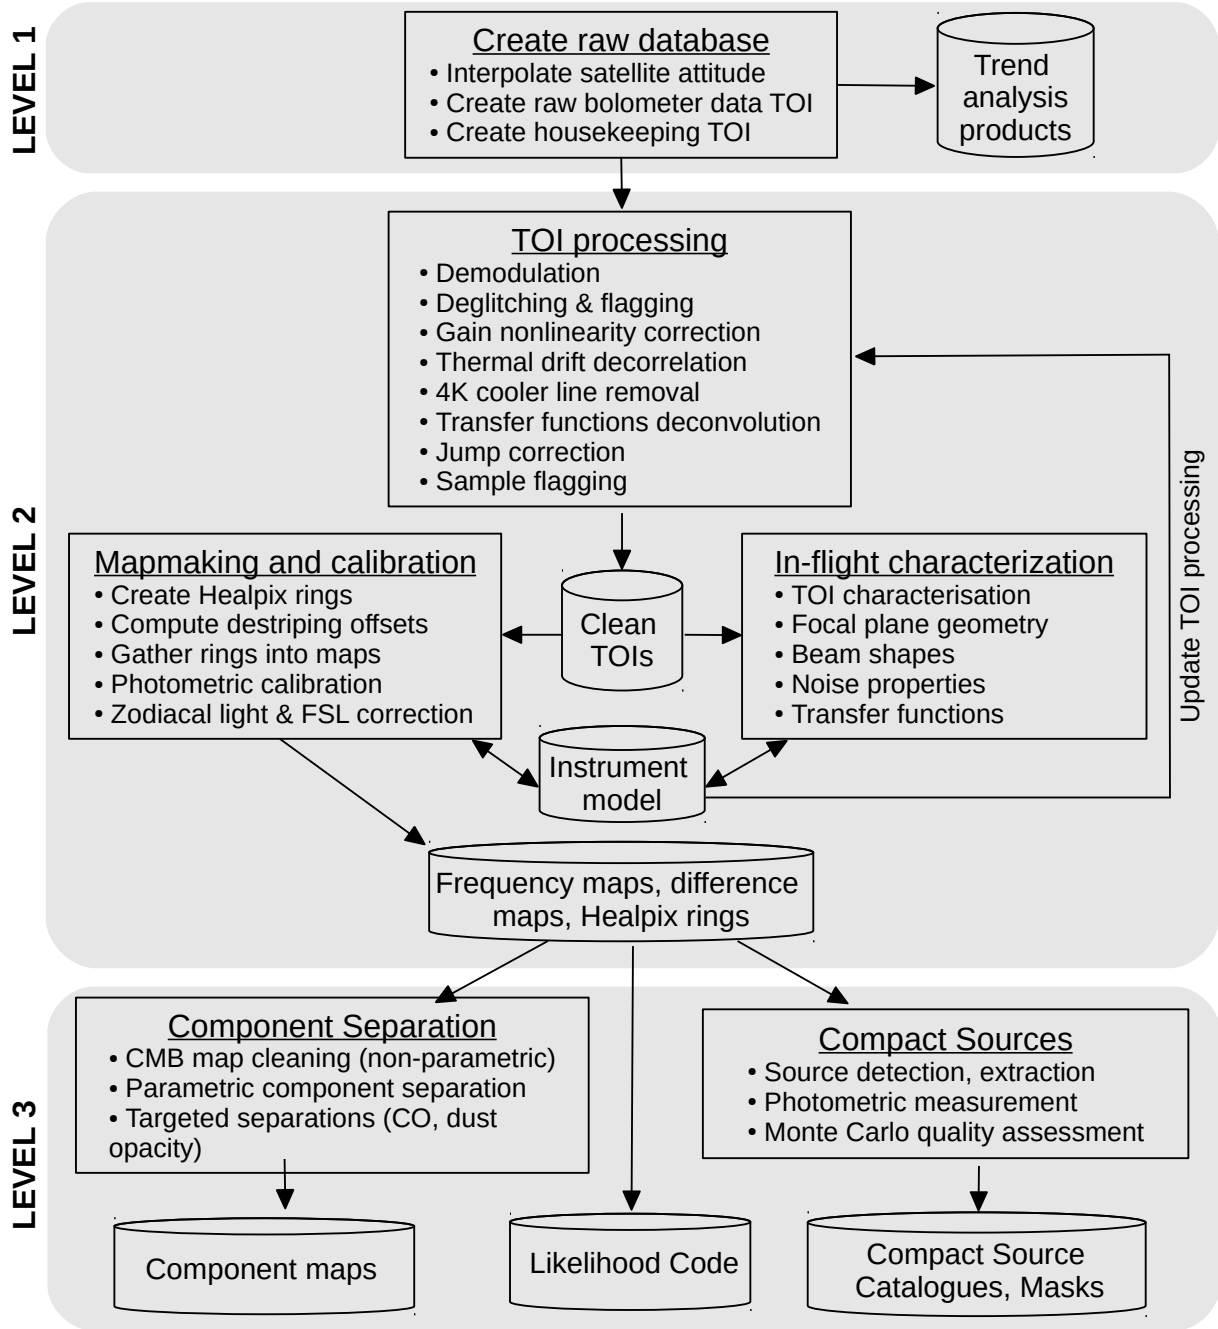 LEVEL 1
Create raw database
• Interpolate satellite attitude
• Create raw bolometer data TOI
• Create housekeeping TOI
Trend
analysis
products
LEVEL 2
TOI processing
• Demodulation
• Deglitching & flagging
• Gain nonlinearity correction
• Thermal drift decorrelation
• 4K cooler line removal
• Transfer functions deconvolution
• Jump correction
• Sample flagging
Update TOI processing
Mapmaking and calibration
• Create Healpix rings
• Compute destriping offsets
• Gather rings into maps
• Photometric calibration
• Zodiacal light & FSL correction
Clean
TOIs
In-flight characterization
• TOI characterisation
• Focal plane geometry
• Beam shapes
• Noise properties
• Transfer functions
Instrument
model
Frequency maps, difference
maps, Healpix rings
LEVEL 3
Component Separation
• CMB map cleaning (non-parametric)
• Parametric component separation
• Targeted separations (CO, dust
opacity)
Compact Sources
• Source detection, extraction
• Photometric measurement
• Monte Carlo quality assessment
Component maps
Likelihood Code
Compact Source
Catalogues, Masks